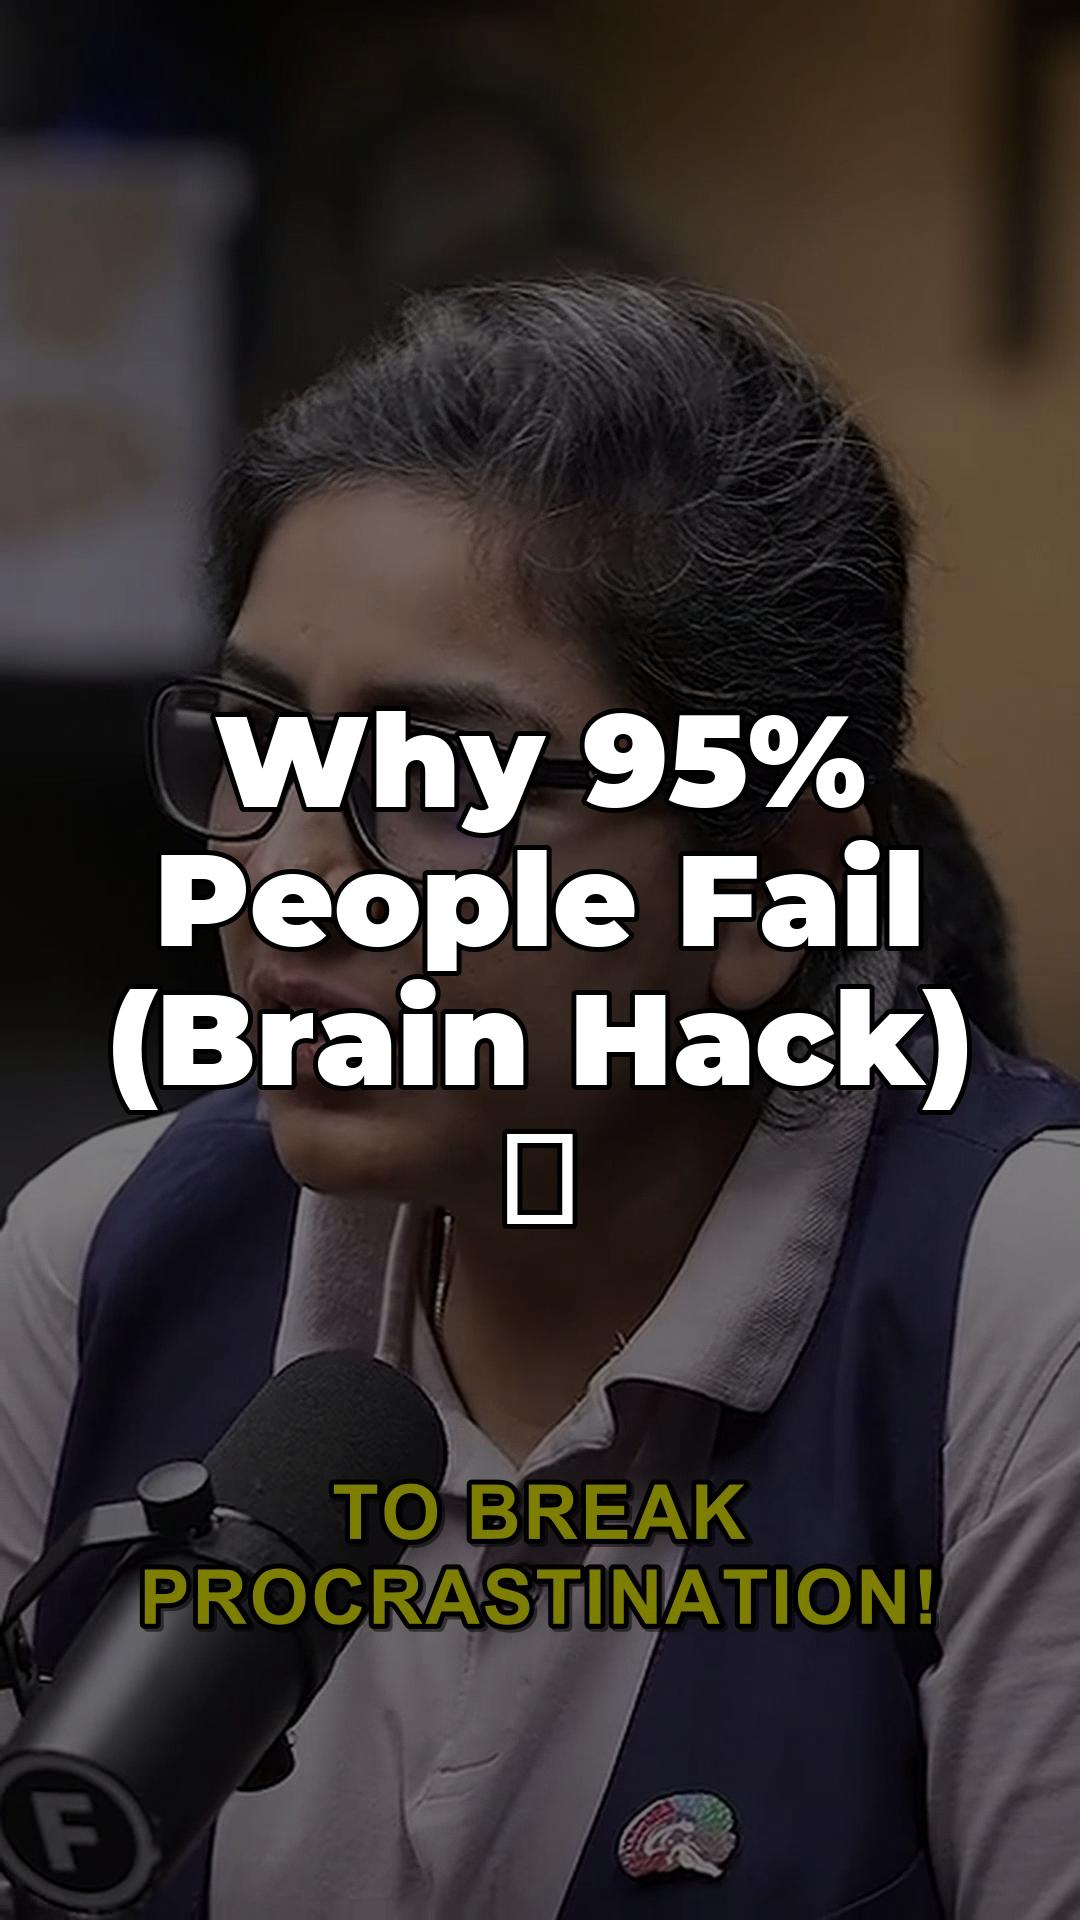 Why 95%
People Fail
(Brain Hack)
TO BREAK
PROCRASTINATION!
F